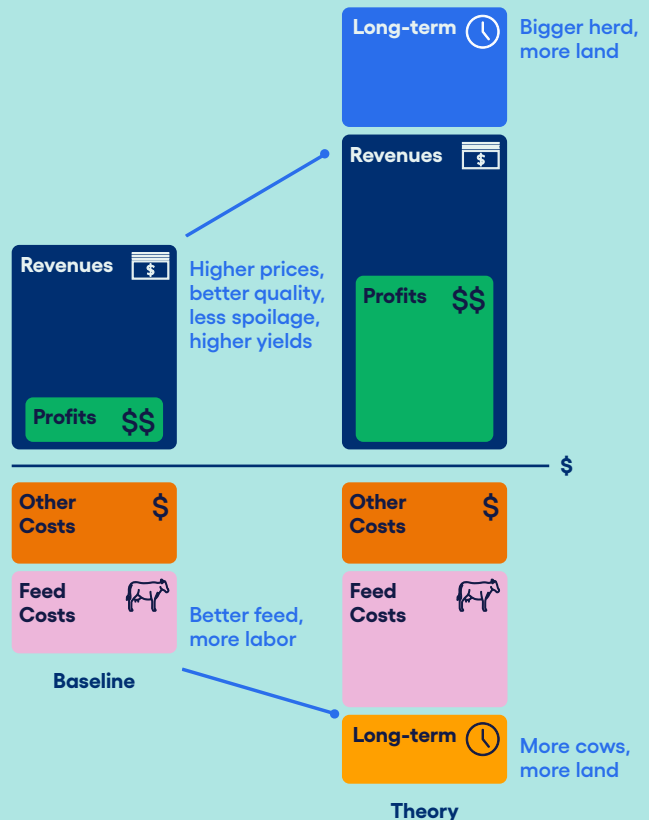 Long-term
Bigger herd,
more land
Revenues
$
Profits
$$
Revenues
$
Higher prices,
better quality,
less spoilage,
higher yields
Profits
$$
$
Other
Costs
$
Other
Costs
$
Feed
Costs
Better feed,
more labor
Feed
Costs
Baseline
Long-term
More cows,
more land
Theory